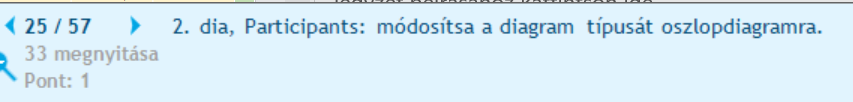 25 / 57 2. dia, Participants: módosítsa a diagram típusát oszlopdiagramra.
33 megnyitása
Pont: 1